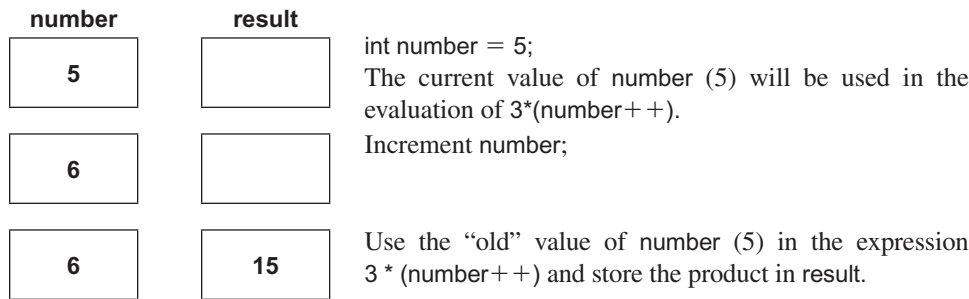 number result
5
int number = 5;
The current value of number (5) will be used in the
evaluation of 3*(number++).
6
Increment number;
6 15
Use the “old” value of number (5) in the expression
3 * (number++) and store the product in result.